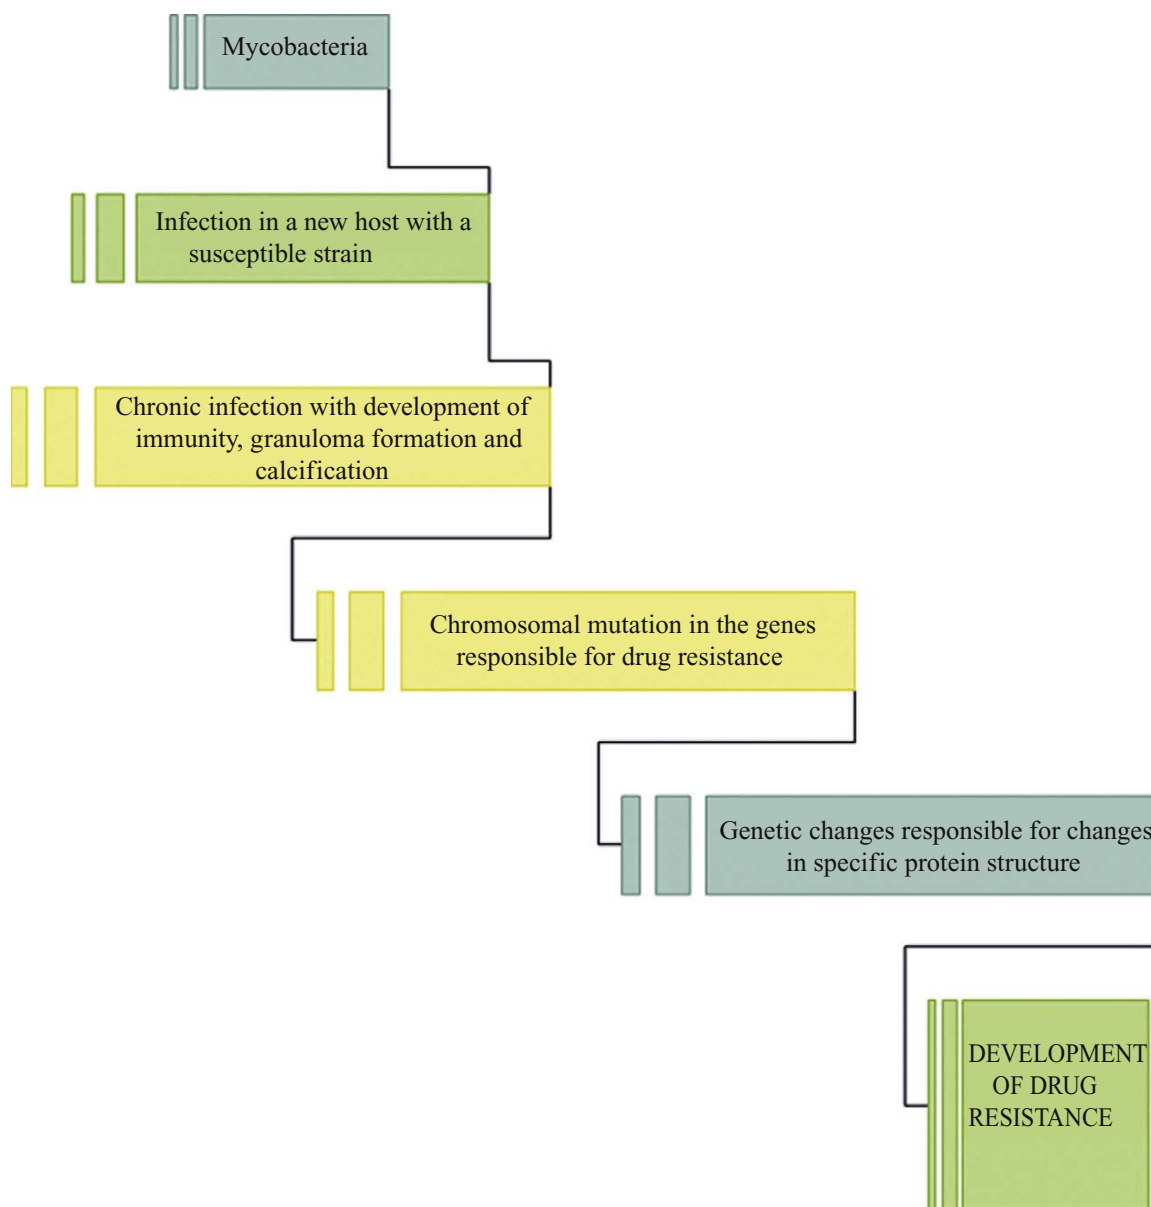 Mycobacteria
Infection in a new host with a
susceptible strain
Chronic infection with development of
immunity, granuloma formation and
calcification
Chromosomal mutation in the genes
responsible for drug resistance
Genetic changes responsible for changes
in specific protein structure
DEVELOPMENT
OF DRUG
RESISTANCE